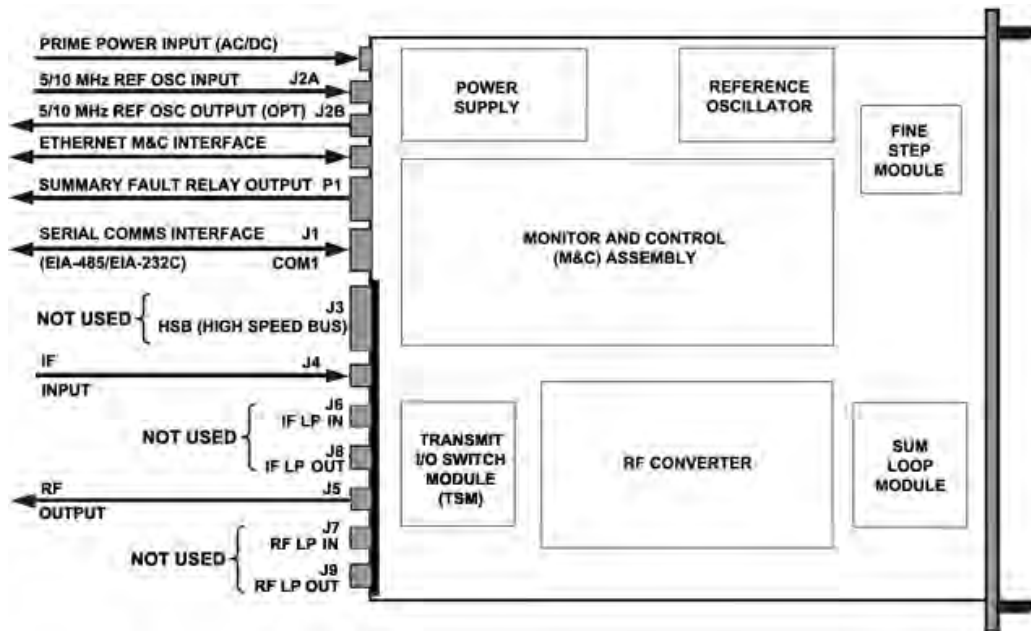 PRIME POWER INPUT (AC/DC)
5/10 MHz REF OSC INPUT J2A
5/10 MHz REF OSC OUTPUT (OPT) J2B
ETHERNET M&C INTERFACE
SUMMARY FAULT RELAY OUTPUT P1
SERIAL COMMS INTERFACE J1
(EIA-485/EIA-232C) COM1
J3
NOT USED HSB (HIGH SPEED BUS)
IF J4
INPUT
J6
IF LP IN
NOT USED
J8
IF LP OUT
RF J5
OUTPUT
J7
RF LP IN
NOT USED
J9
RF LP OUT
POWER
SUPPLY
REFERENCE
OSCILLATOR
FINE
STEP
MODULE
MONITOR AND CONTROL
(M&C) ASSEMBLY
TRANSMIT
I/O SWITCH
MODULE
(TSM)
RF CONVERTER
SUM
LOOP
MODULE